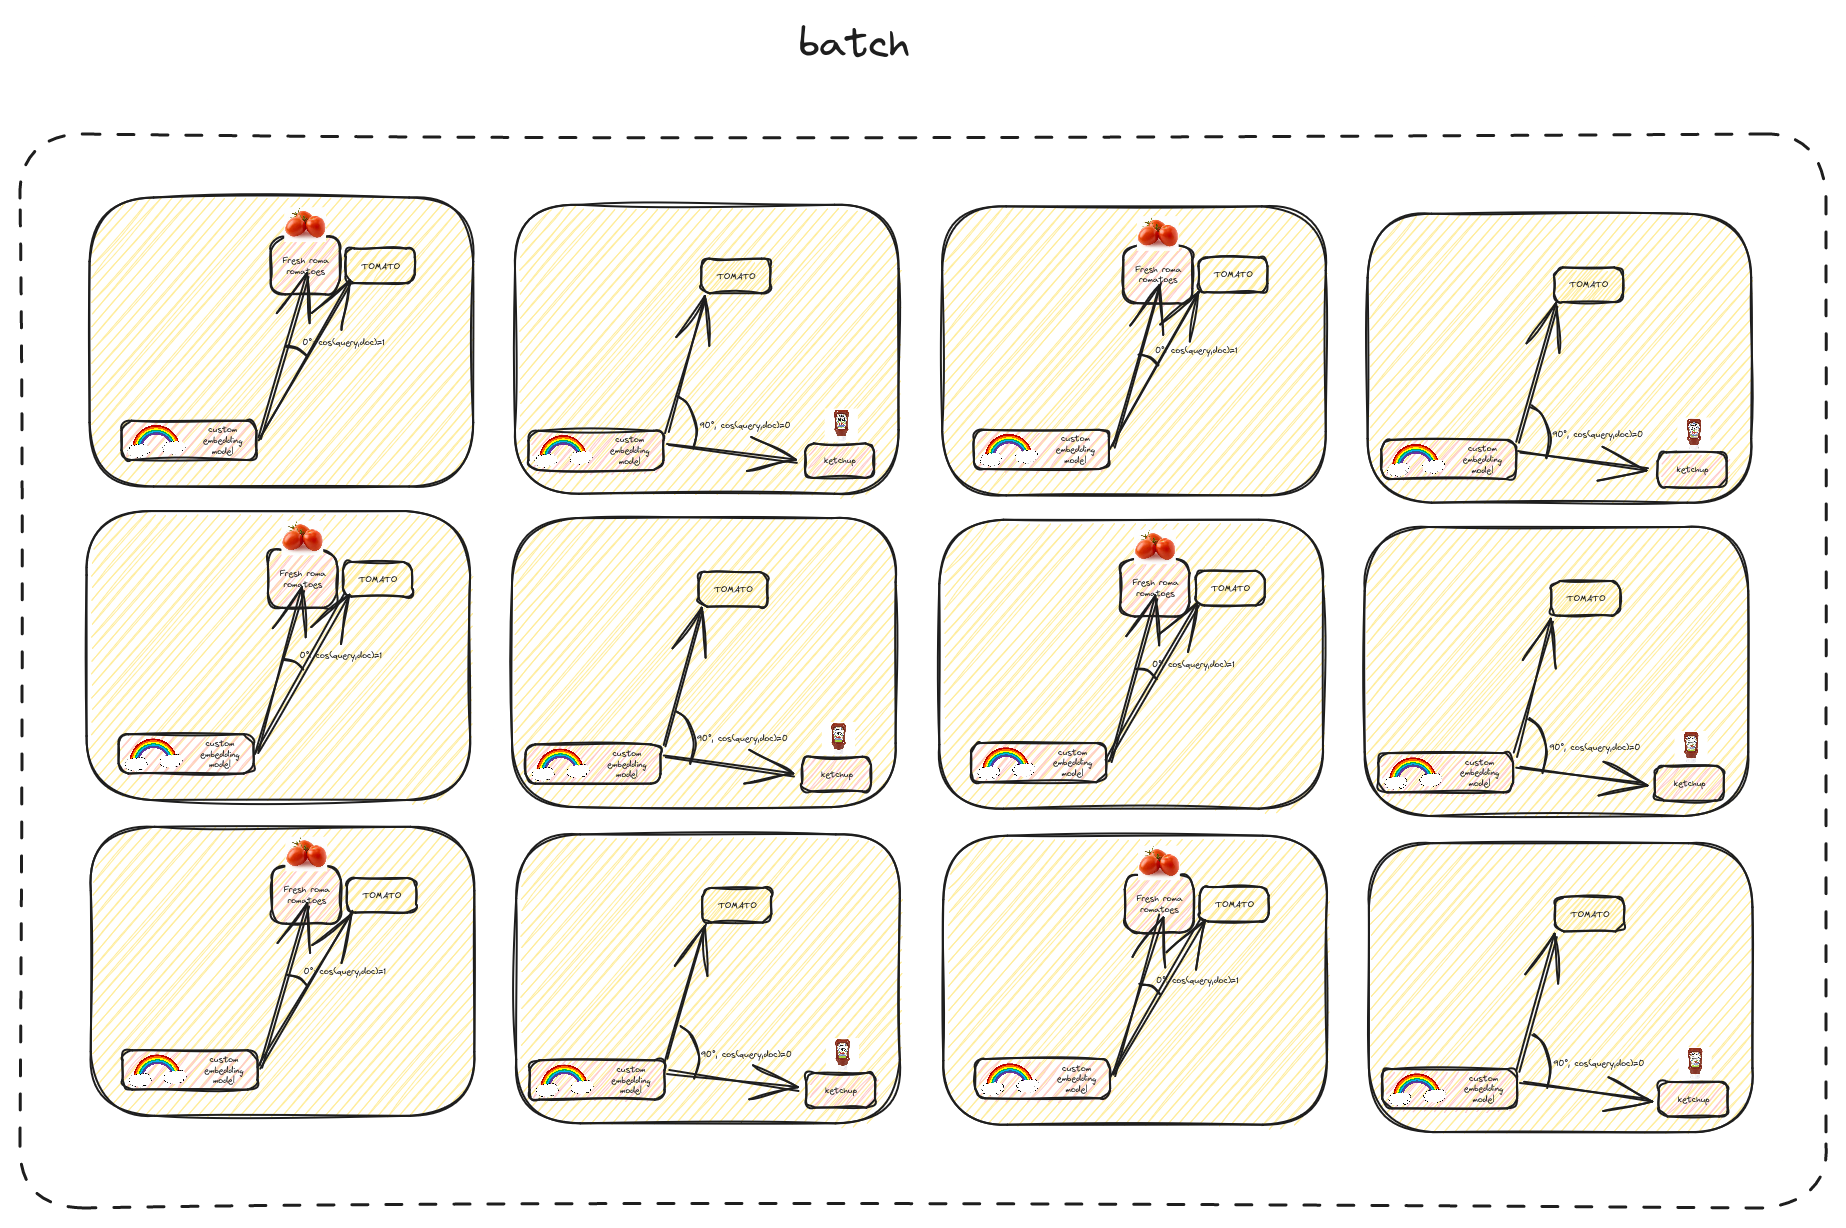 batch
Fresh roma
romatoes
TOMATO
0°, cos(query,doc)=1
custom
embedding
model
TOMATO
90°, cos(query,doc)=0
custom
embedding
model
ketchup
Fresh roma
romatoes
TOMATO
0°, cos(query,doc)=1
custom
embedding
model
TOMATO
90°, cos(query,doc)=0
custom
embedding
model
ketchup
Fresh roma
romatoes
TOMATO
0°, cos(query,doc)=1
custom
embedding
model
TOMATO
90°, cos(query,doc)=0
custom
embedding
model
ketchup
Fresh roma
romatoes
TOMATO
0°, cos(query,doc)=1
custom
embedding
model
TOMATO
90°, cos(query,doc)=0
custom
embedding
model
ketchup
Fresh roma
romatoes
TOMATO
0°, cos(query,doc)=1
custom
embedding
model
TOMATO
90°, cos(query,doc)=0
custom
embedding
model
ketchup
Fresh roma
romatoes
TOMATO
0°, cos(query,doc)=1
custom
embedding
model
TOMATO
90°, cos(query,doc)=0
custom
embedding
model
ketchup